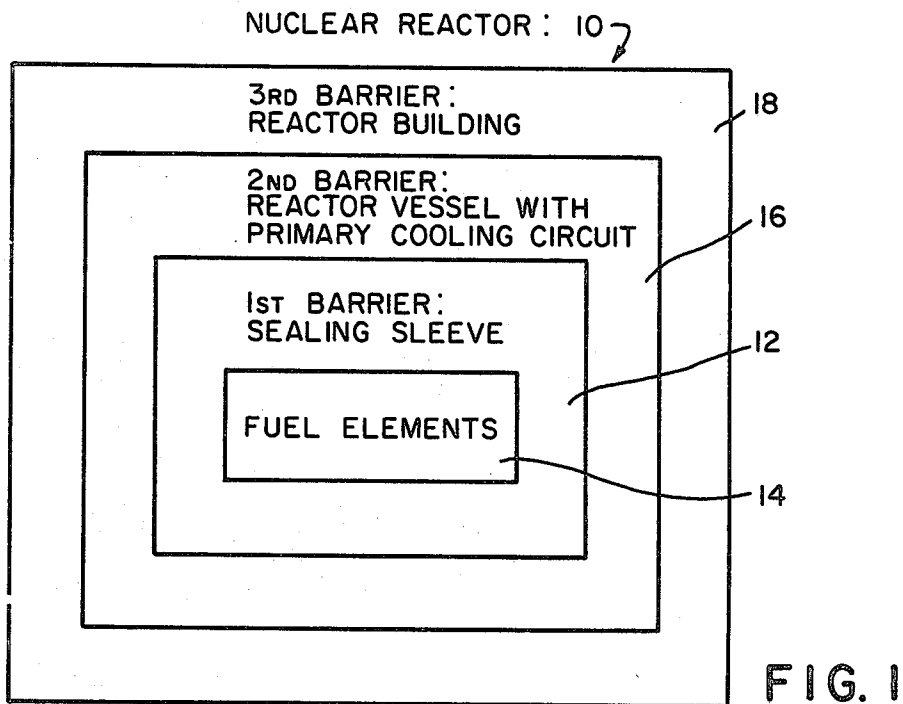 NUCLEAR REACTOR: 10
3RD BARRIER:
REACTOR BUILDING
18
2ND BARRIER:
REACTOR VESSEL WITH
PRIMARY COOLING CIRCUIT
16
1ST BARRIER:
SEALING SLEEVE
12
FUEL ELEMENTS
14
FIG. 1